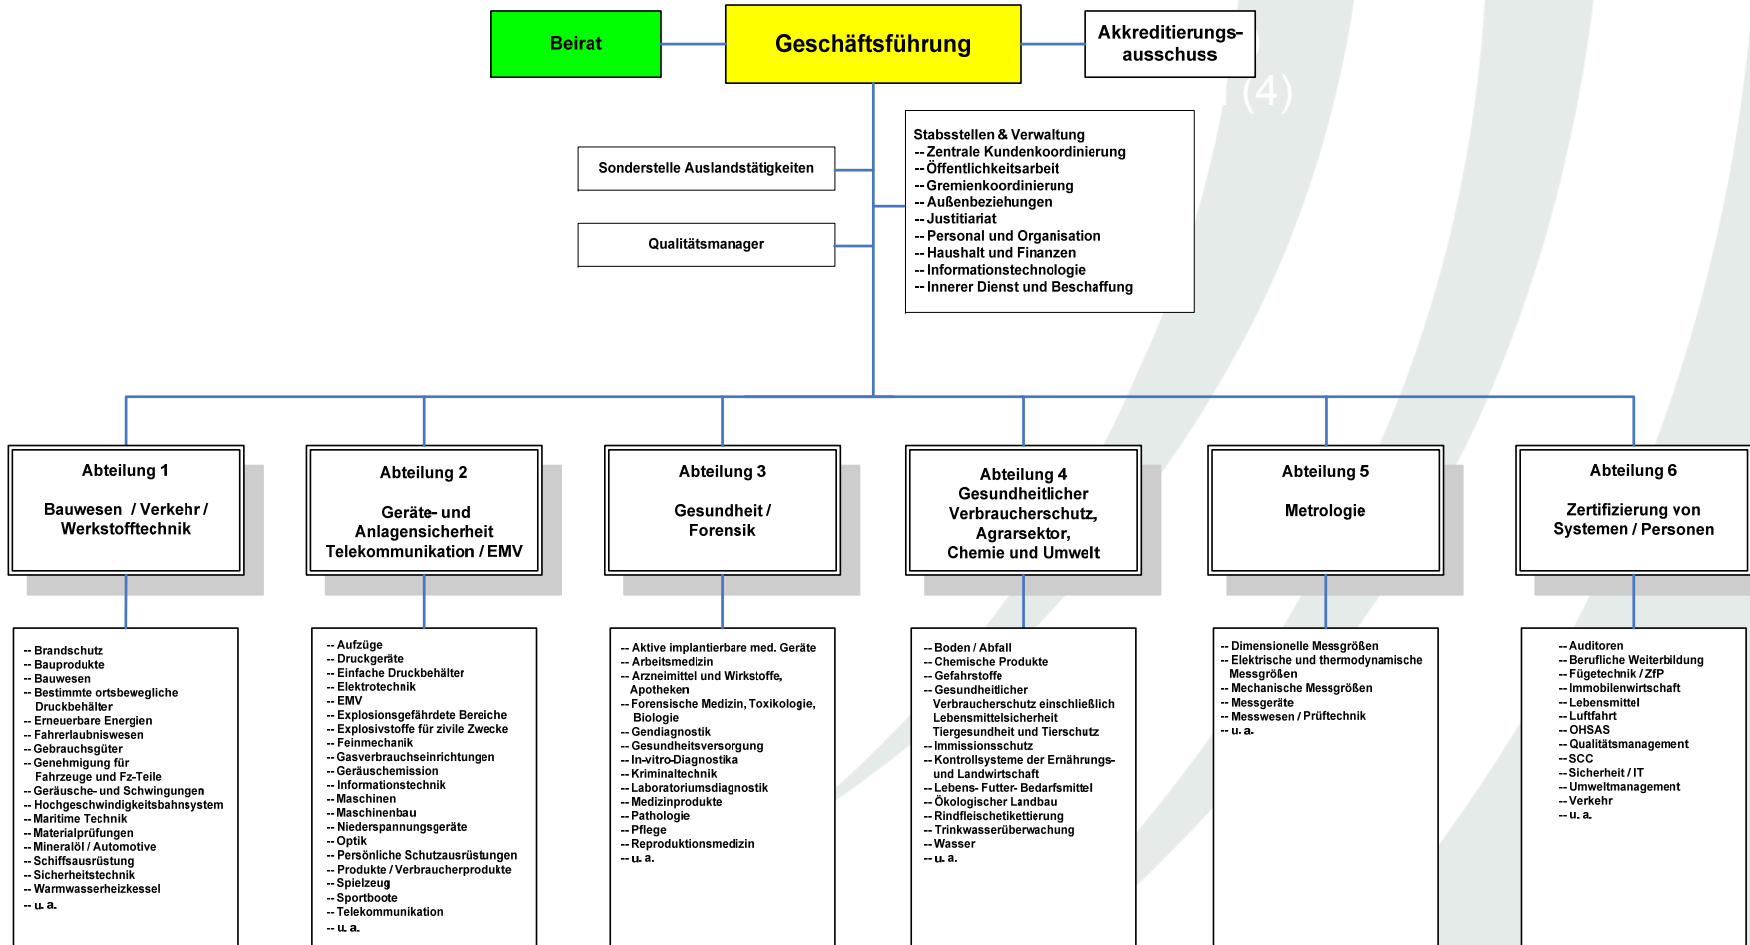 Beirat
Geschäftsführung
Akkreditierungs-
ausschuss
(4)
Sonderstelle Auslandstätigkeiten
Qualitätsmanager
Stabsstellen & Verwaltung
-- Zentrale Kundenkoordinierung
-- Öffentlichkeitsarbeit
-- Gremienkoordinierung
-- Außenbeziehungen
-- Justitiariat
-- Personal und Organisation
-- Haushalt und Finanzen
-- Informationstechnologie
-- Innerer Dienst und Beschaffung
Abteilung 1
Bauwesen / Verkehr /
Werkstofftechnik
Abteilung 2
Geräte- und
Anlagensicherheit
Telekommunikation / EMV
Abteilung 3
Gesundheit /
Forensik
Abteilung 4
Gesundheitlicher
Verbraucherschutz,
Agrarsektor,
Chemie und Umwelt
Abteilung 5
Metrologie
Abteilung 6
Zertifizierung von
Systemen / Personen
-- Brandschutz
-- Bauprodukte
-- Bauwesen
-- Bestimmte ortsbewegliche
Druckbehälter
-- Erneuerbare Energien
-- Fahrerlaubniswesen
-- Gebrauchsgüter
-- Genehmigung für
Fahrzeuge und Fz-Teile
-- Geräusche- und Schwingungen
-- Hochgeschwindigkeitsbahnsystem
-- Maritime Technik
-- Materialprüfungen
-- Mineralöl / Automotive
-- Schiffsausrüstung
-- Sicherheitstechnik
-- Warmwasserheizkessel
-- u. a.
-- Aufzüge
-- Druckgeräte
-- Einfache Druckbehälter
-- Elektrotechnik
-- EMV
-- Explosionsgefährdete Bereiche
-- Explosivstoffe für zivile Zwecke
-- Feinmechanik
-- Gasverbrauchseinrichtungen
-- Geräuschemission
-- Informationstechnik
-- Maschinen
-- Maschinenbau
-- Niederspannungsgeräte
-- Optik
-- Persönliche Schutzausrüstungen
-- Produkte / Verbraucherprodukte
-- Spielzeug
-- Sportboote
-- Telekommunikation
-- u. a.
-- Aktive implantierbare med. Geräte
-- Arbeitsmedizin
-- Arzneimittel und Wirkstoffe,
Apotheken
-- Forensische Medizin, Toxikologie,
Biologie
-- Gendiagnostik
-- Gesundheitsversorgung
-- In-vitro-Diagnostika
-- Kriminaltechnik
-- Laboratoriumsdiagnostik
-- Medizinprodukte
-- Pathologie
-- Pflege
-- Reproduktionsmedizin
-- u. a.
-- Boden / Abfall
-- Chemische Produkte
-- Gefahrstoffe
-- Gesundheitlicher
Verbraucherschutz einschließlich
Lebensmittelsicherheit
Tiergesundheit und Tierschutz
-- Immissionsschutz
-- Kontrollsysteme der Ernährungs-
und Landwirtschaft
-- Lebens- Futter- Bedarfsmittel
-- Ökologischer Landbau
-- Rindfleischetikettierung
-- Trinkwasserüberwachung
-- Wasser
-- u. a.
-- Dimensionelle Messgrößen
-- Elektrische und thermodynamische
Messgrößen
-- Mechanische Messgrößen
-- Messgeräte
-- Messwesen / Prüftechnik
-- u. a.
-- Auditoren
-- Berufliche Weiterbildung
-- Fügetechnik / ZfP
-- Immobilenwirtschaft
-- Lebensmittel
-- Luftfahrt
-- OHSAS
-- Qualitätsmanagement
-- SCC
-- Sicherheit / IT
-- Umweltmanagement
-- Verkehr
-- u. a.